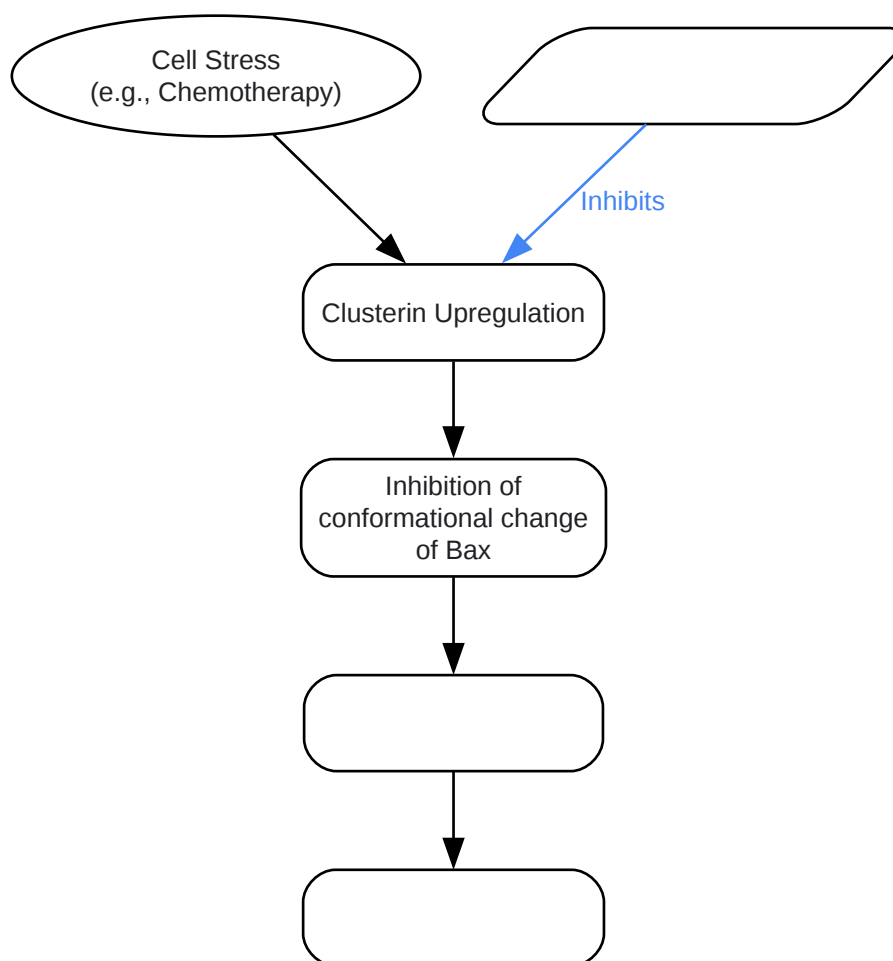 Cell Stress
(e.g., Chemotherapy)
Inhibits
Clusterin Upregulation
Inhibition of
conformational change
of Bax